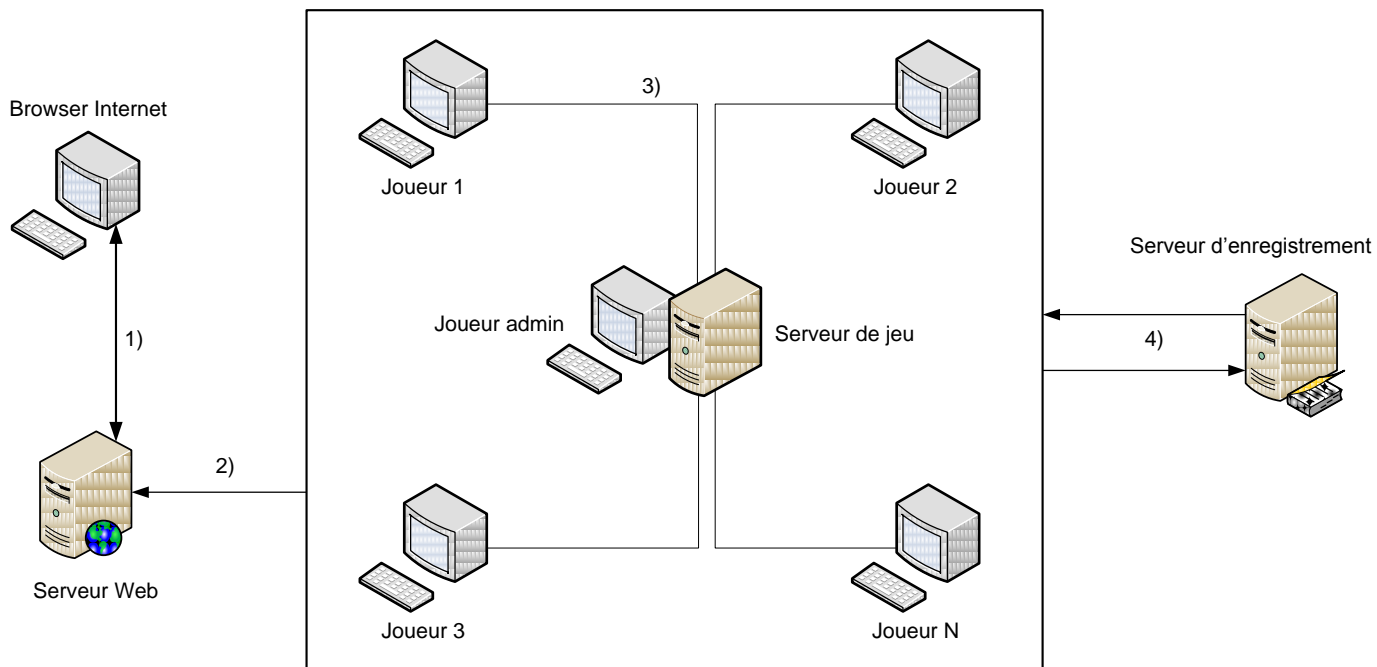 3)
Browser Internet
Joueur 1
Joueur 2
Serveur d'enregistrement
Joueur admin
Serveur de jeu
1)
4)
2)
Serveur Web
Joueur 3
Joueur N